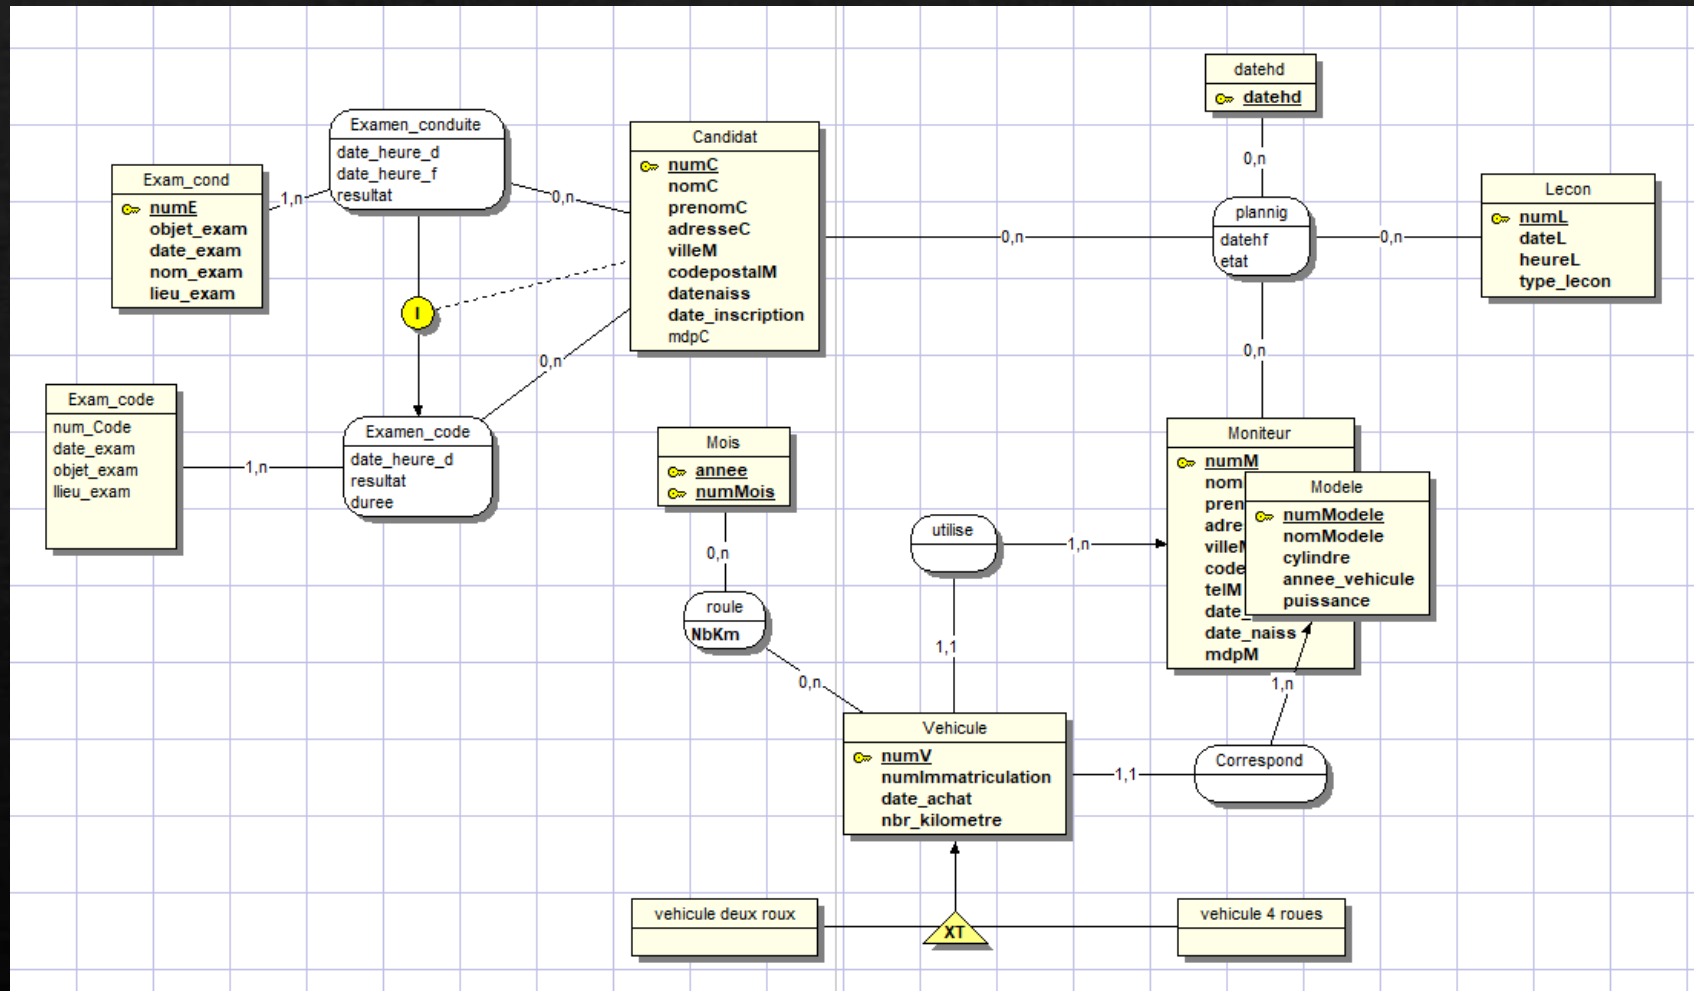 datehd
datehd
0,n
Examen_conduite
date_heure_d
date_heure_f
resultat
Exam_cond
numE
objet_exam
date_exam
nom_exam
lieu_exam
1,n
0,n
Candidat
numC
nomC
prenomC
adresseC
villeM
codepostalM
datenaiss
date_inscription
mdpC
0,n
plannig
datehf
etat
0,n
Lecon
numL
dateL
heureL
type_lecon
I
0,n
0,n
Exam_code
num_Code
date_exam
objet_exam
llieu_exam
1,n
Examen_code
date_heure_d
resultat
duree
Mois
annee
numMois
0,n
roule
NbKm
0,n
utilise
1,n
1,1
Moniteur
numM
nom
pren
adre
ville
code
telM
date_
date_naiss
mdpM
Modele
numModele
nomModele
cylindre
annee_vehicule
puissance
1,n
Vehicule
numV
numImmatriculation
date_achat
nbr_kilometre
1,1
Correspond
vehicule deux roux
XT
vehicule 4 roues